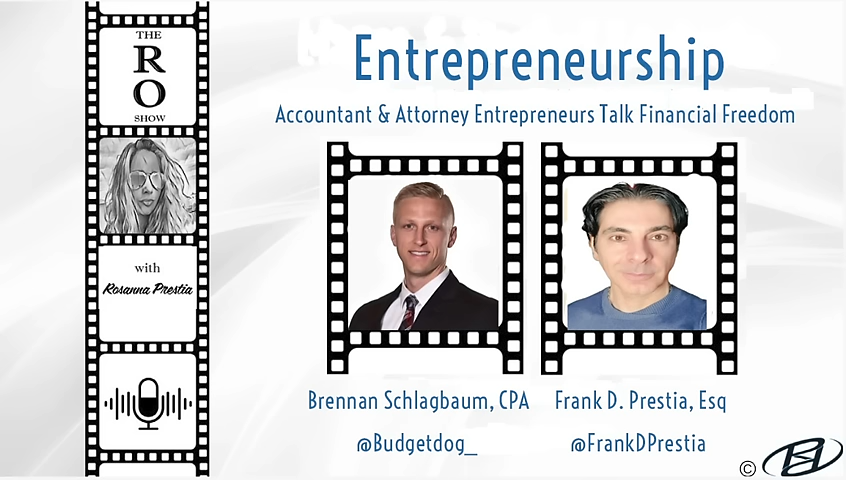 THE
R
O
SHOW
with
Rosanna Prestia
Entrepreneurship
Accountant & Attorney Entrepreneurs Talk Financial Freedom
Brennan Schlagbaum, CPA
Frank D. Prestia, Esq
@Budgetdog_
@FrankDPrestia
©